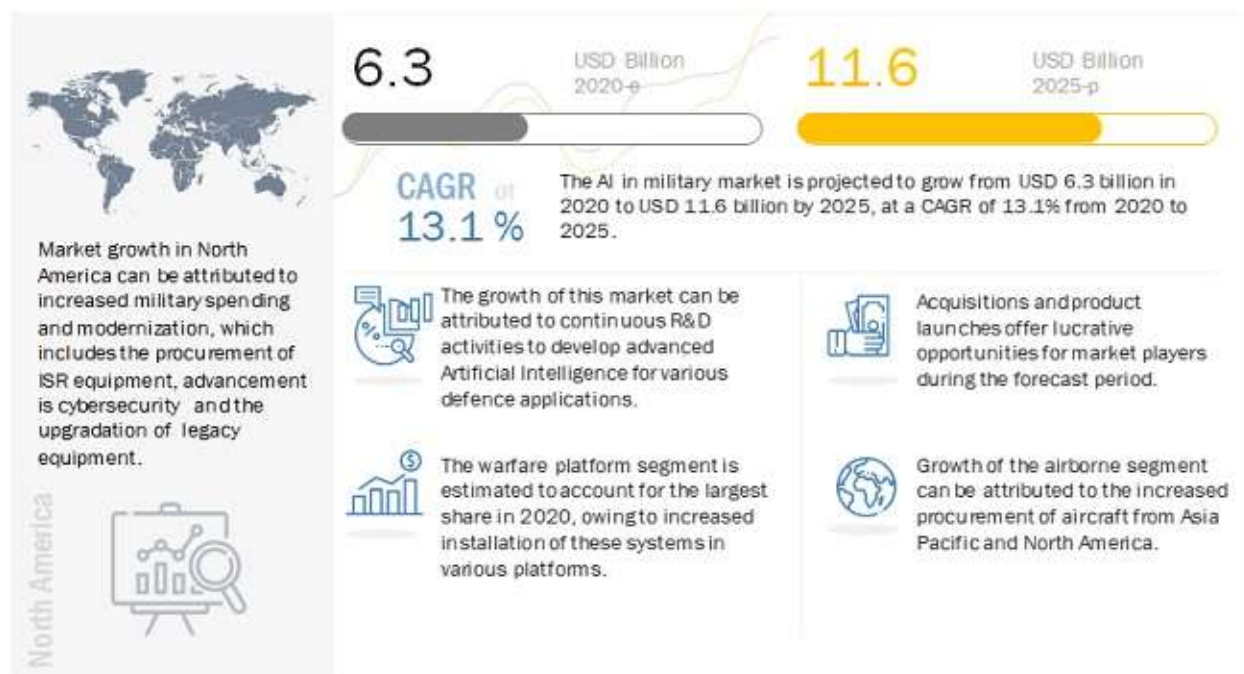 6.3
USD Billion
2020-e
11.6
USD Billion
2025-p
CAGR of
13.1 %
The AI in military market is projected to grow from USD 6.3 billion in
2020 to USD 11.6 billion by 2025, at a CAGR of 13.1% from 2020 to
2025.
Market growth in North
America can be attributed to
increased military spending
and modernization, which
includes the procurement of
ISR equipment, advancement
is cybersecurity and the
upgradation of legacy
equipment.
North America
The growth of this market can be
attributed to continuous R&D
activities to develop advanced
Artificial Intelligence for various
defence applications.
Acquisitions and product
launches offer lucrative
opportunities for market players
during the forecast period.
The warfare platform segment is
estimated to account for the largest
share in 2020, owing to increased
installation of these systems in
various platforms.
Growth of the airborne segment
can be attributed to the increased
procurement of aircraft from Asia
Pacific and North America.
%
%
$